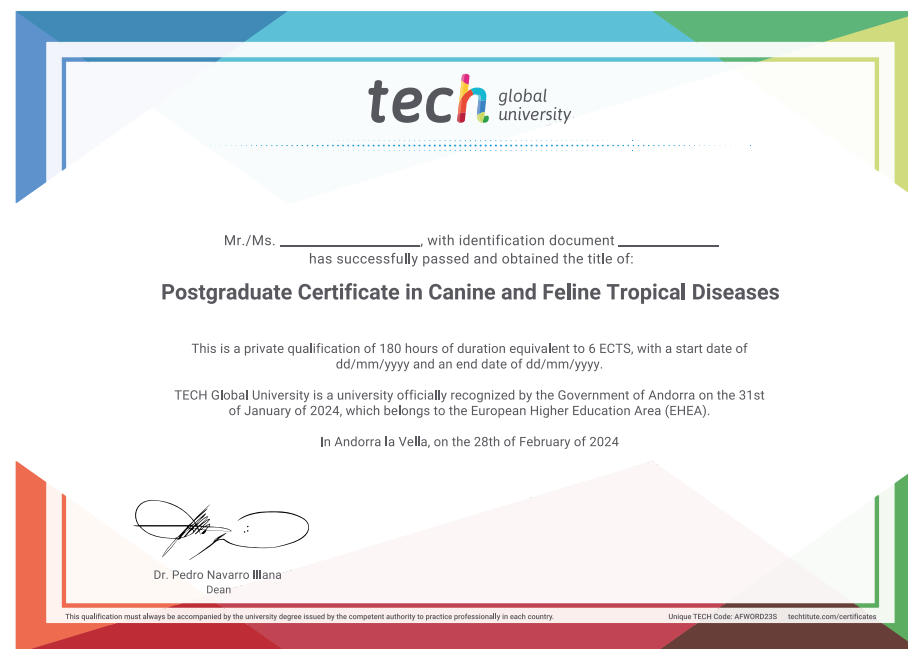 tech global university
Mr./Ms. ____________, with identification document ____________
has successfully passed and obtained the title of:
Postgraduate Certificate in Canine and Feline Tropical Diseases
This is a private qualification of 180 hours of duration equivalent to 6 ECTS, with a start date of
dd/mm/yyyy and an end date of dd/mm/yyyy.
TECH Global University is a university officially recognized by the Government of Andorra on the 31st
of January of 2024, which belongs to the European Higher Education Area (EHEA).
In Andorra la Vella, on the 28th of February of 2024
Dr. Pedro Navarro Illana
Dean
This qualification must always be accompanied by the university degree issued by the competent authority to practice professionally in each country.
Unique TECH Code: AFWORD23S techtitute.com/certificates